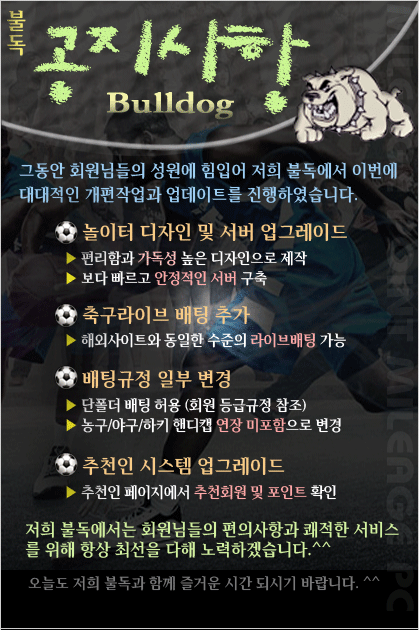 불독
공지사항
Bulldog
그동안 회원님들의 성원에 힘입어 저희 불독에서 이번에
대대적인 개편작업과 업데이트를 진행하였습니다.
놀이터 디자인 및 서버 업그레이드
▶ 편리함과 가독성 높은 디자인으로 제작
▶ 보다 빠르고 안정적인 서버 구축
축구라이브 배팅 추가
▶ 해외사이트와 동일한 수준의 라이브배팅 가능
배팅규정 일부 변경
▶ 단폴더 배팅 허용 (회원 등급규정 참조)
▶ 농구/야구/하키 핸디캡 연장 미포함으로 변경
추천인 시스템 업그레이드
▶ 추천인 페이지에서 추천회원 및 포인트 확인
저희 불독에서는 회원님들의 편의사항과 쾌적한 서비스
를 위해 항상 최선을 다해 노력하겠습니다.^^
오늘도 저희 불독과 함께 즐거운 시간 되시기 바랍니다. ^^